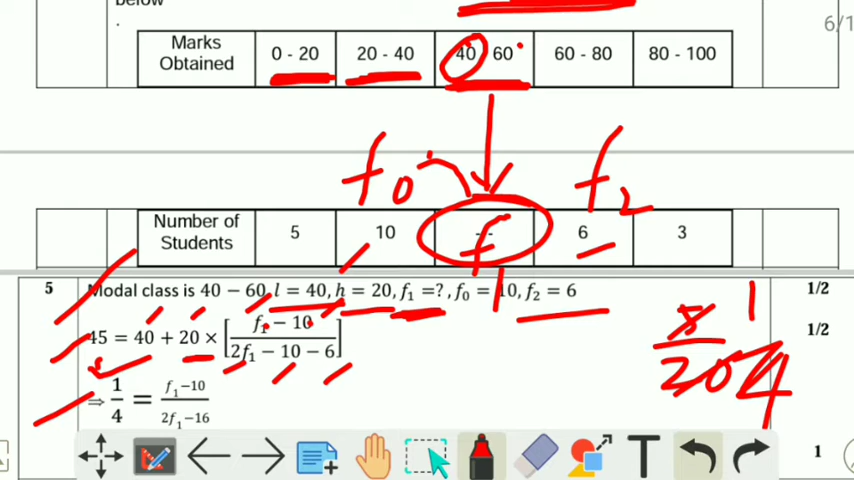 below
6/1
Marks Obtained 0 - 20 20 - 40 40 60 60 - 80 80 - 100
f0 f2
Number of Students 5 10 f1 6 3
5 Modal class is 40 − 60, l = 40, h = 20, f₁ =?, f₀ = 10, f₂ = 6 1/2
45 = 40 + 20 × [f₁ − 10 / 2f₁ − 10 − 6] 1/2
5 1
20 4
⇒ 1/4 = f₁−10 / 2f₁−16
T
1